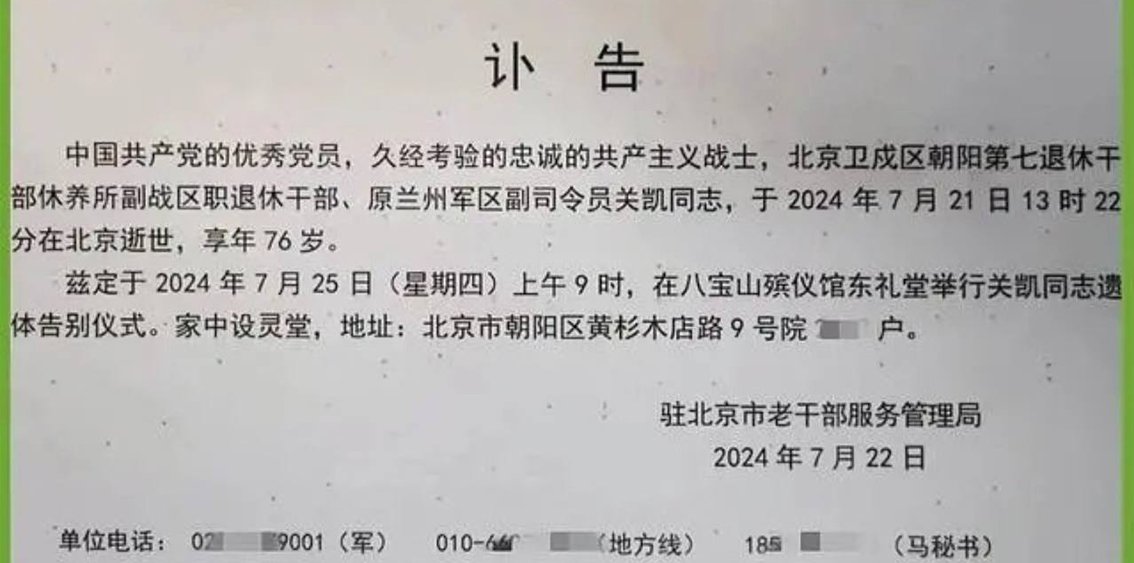 讣 告
中国共产党的优秀党员，久经考验的忠诚的共产主义战士，北京卫戍区朝阳第七退休干
部休养所副战区职退休干部、原兰州军区副司令员关凯同志，于 2024 年 7 月 21 日 13 时 22
分在北京逝世，享年 76 岁。
兹定于 2024 年 7 月 25 日（星期四）上午 9 时，在八宝山殡仪馆东礼堂举行关凯同志遗
体告别仪式。家中设灵堂，地址：北京市朝阳区黄杉木店路 9 号院 户。
驻北京市老干部服务管理局
2024 年 7 月 22 日
单位电话： 02 9001（军） 010-6 （地方线） 185 （马秘书）